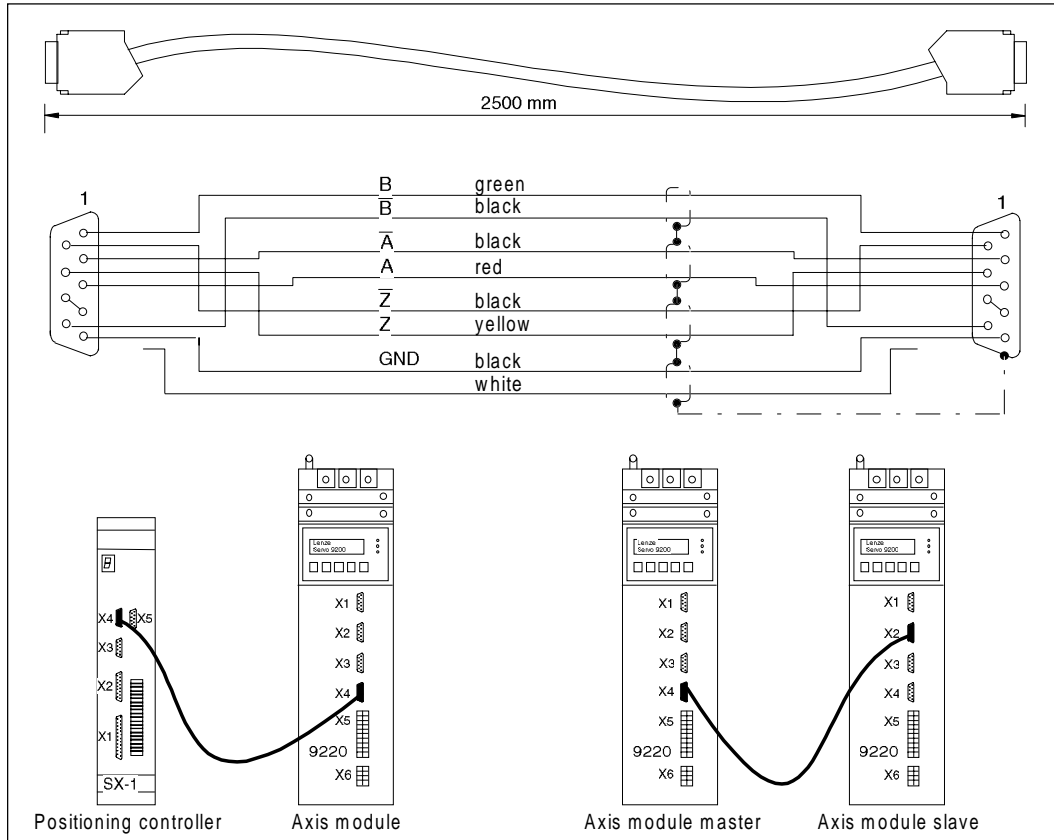 2500 mm
1
B green
B̅ black
A̅ black
A red
Z̅ black
Z yellow
GND black
white
1
8
X4 X5
X3
X2
X1
SX-1
Positioning controller
Lenze
Servo 9200
X1
X2
X3
X4
X5
9220
X6
Axis module
Lenze
Servo 9200
X1
X2
X3
X4
X5
9220
X6
Axis module master
Lenze
Servo 9200
X1
X2
X3
X4
X5
9220
X6
Axis module slave